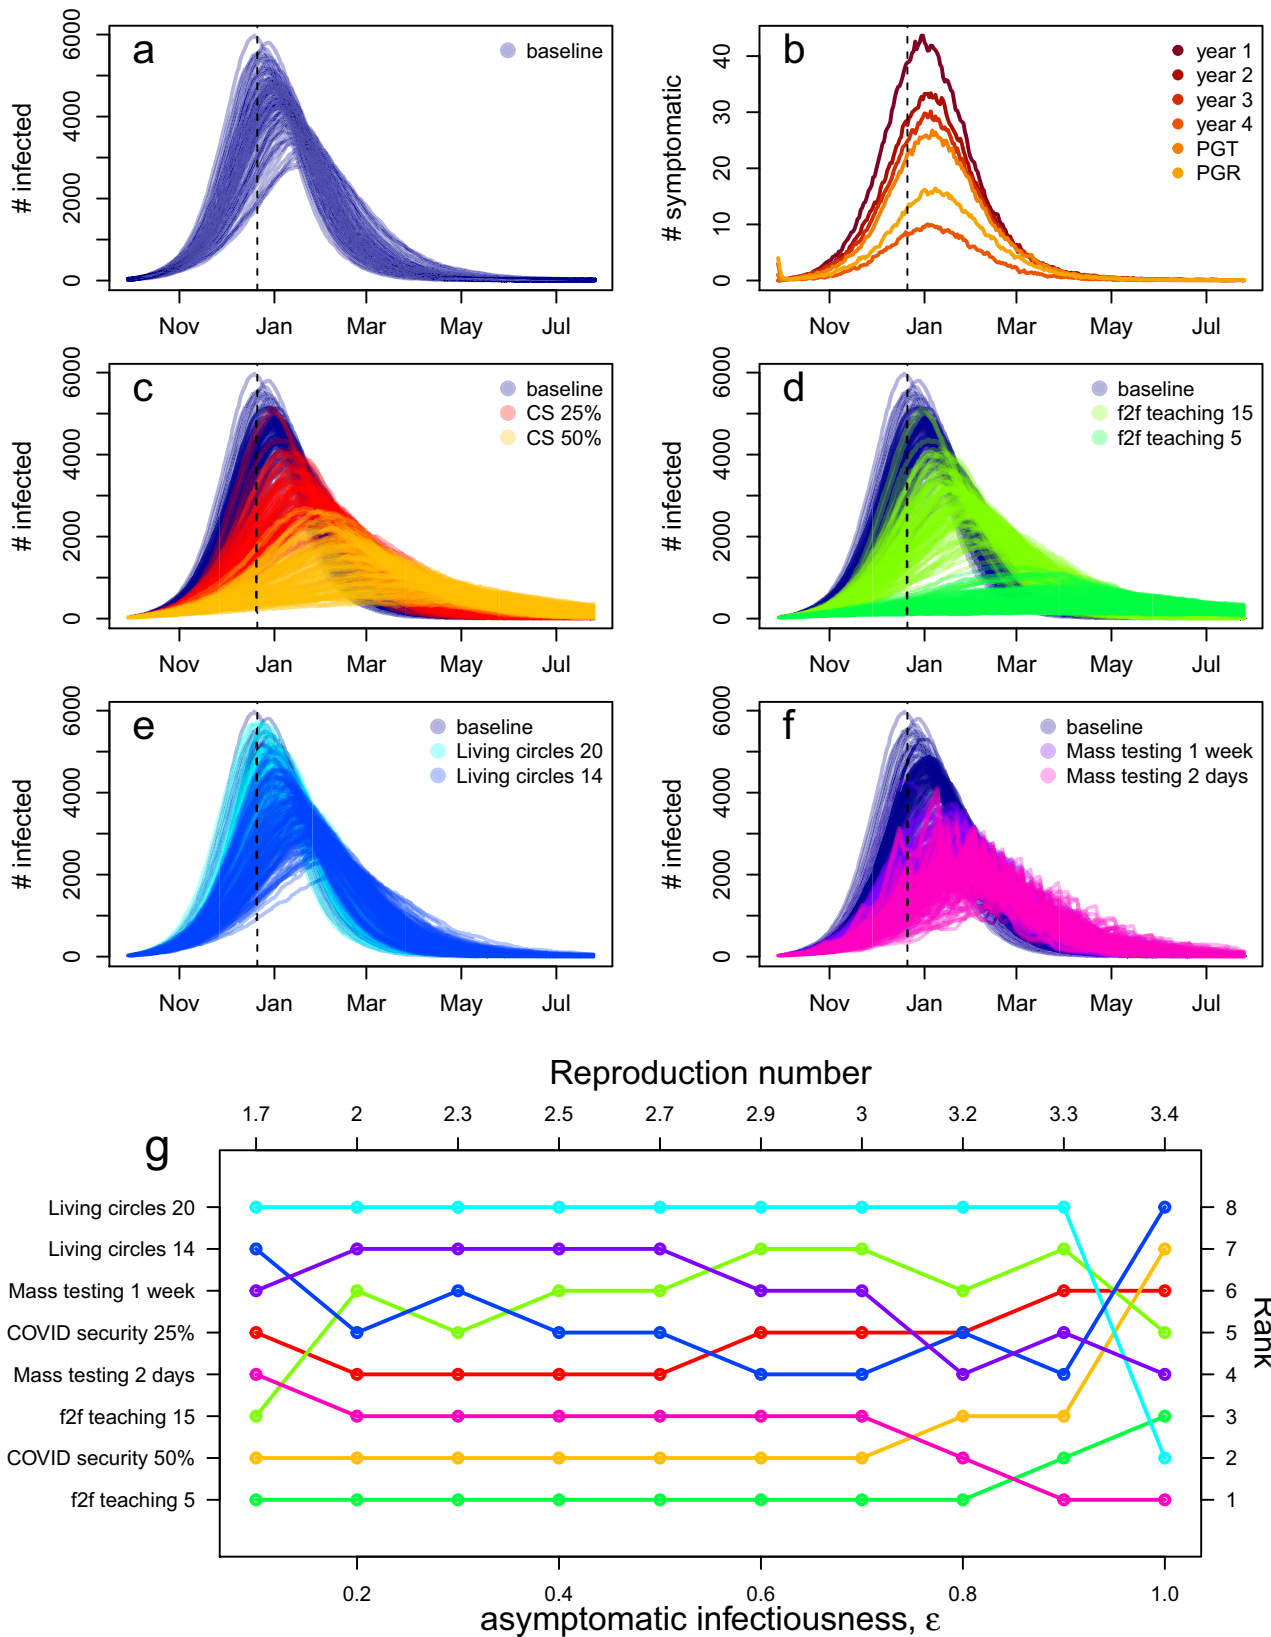 a
baseline
# infected
0
2000
4000
6000
Nov
Jan
Mar
May
Jul
b
year 1
year 2
year 3
year 4
PGT
PGR
# symptomatic
0
10
20
30
40
Nov
Jan
Mar
May
Jul
c
baseline
CS 25%
CS 50%
# infected
0
2000
4000
6000
Nov
Jan
Mar
May
Jul
d
baseline
f2f teaching 15
f2f teaching 5
# infected
0
2000
4000
6000
Nov
Jan
Mar
May
Jul
e
baseline
Living circles 20
Living circles 14
# infected
0
2000
4000
6000
Nov
Jan
Mar
May
Jul
f
baseline
Mass testing 1 week
Mass testing 2 days
# infected
0
2000
4000
6000
Nov
Jan
Mar
May
Jul
Reproduction number
1.7 2 2.3 2.5 2.7 2.9 3 3.2 3.3 3.4
g
Living circles 20
Living circles 14
Mass testing 1 week
COVID security 25%
Mass testing 2 days
f2f teaching 15
COVID security 50%
f2f teaching 5
8
7
6
5
4
3
2
1
Rank
0.2 0.4 0.6 0.8 1.0
asymptomatic infectiousness, ε